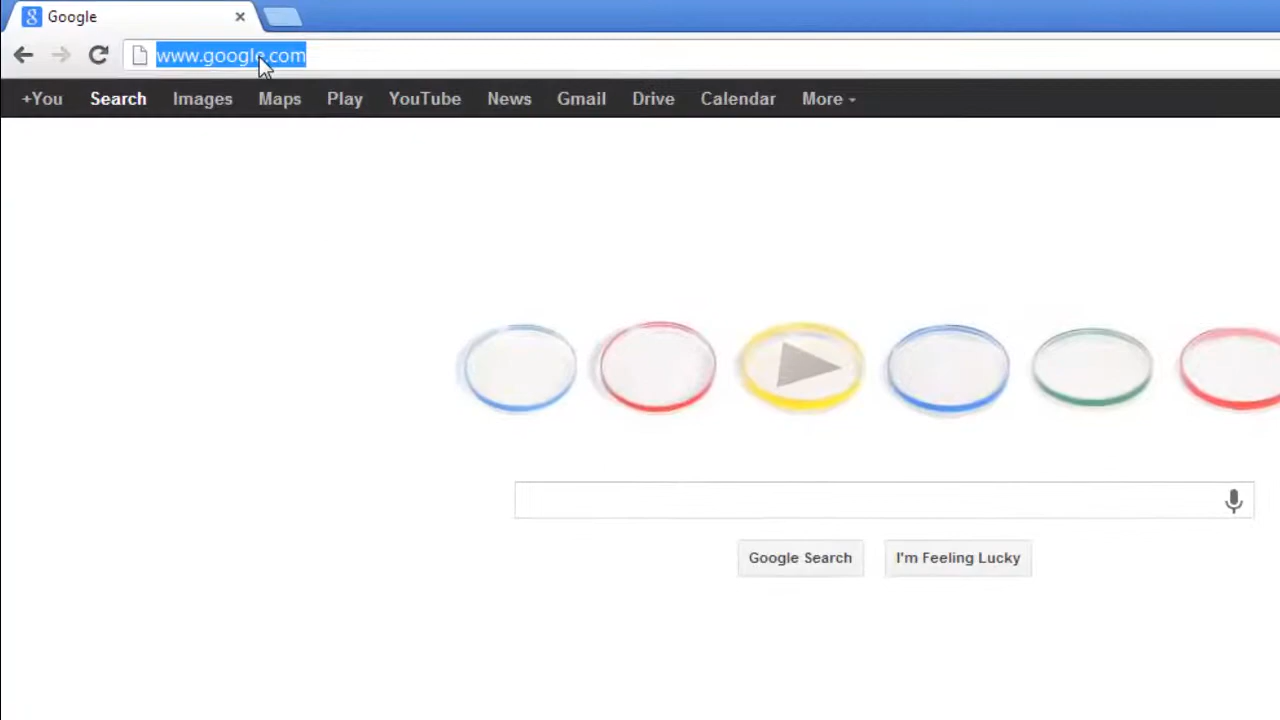 Google
www.google.com
+You Search Images Maps Play YouTube News Gmail Drive Calendar More
Google Search I'm Feeling Lucky